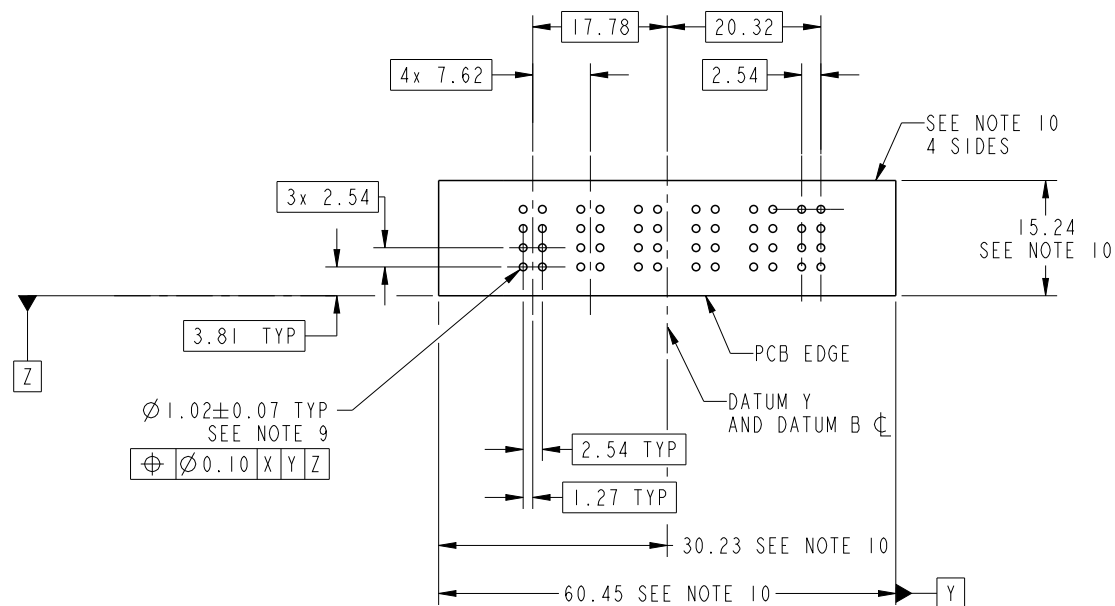 17.78
20.32
4x 7.62
2.54
SEE NOTE 10
4 SIDES
3x 2.54
15.24
SEE NOTE 10
3.81 TYP
Z
PCB EDGE
DATUM Y
AND DATUM B ℄
Ø1.02±0.07 TYP
SEE NOTE 9
⌖ Ø0.10 X Y Z
2.54 TYP
1.27 TYP
30.23 SEE NOTE 10
60.45 SEE NOTE 10
Y